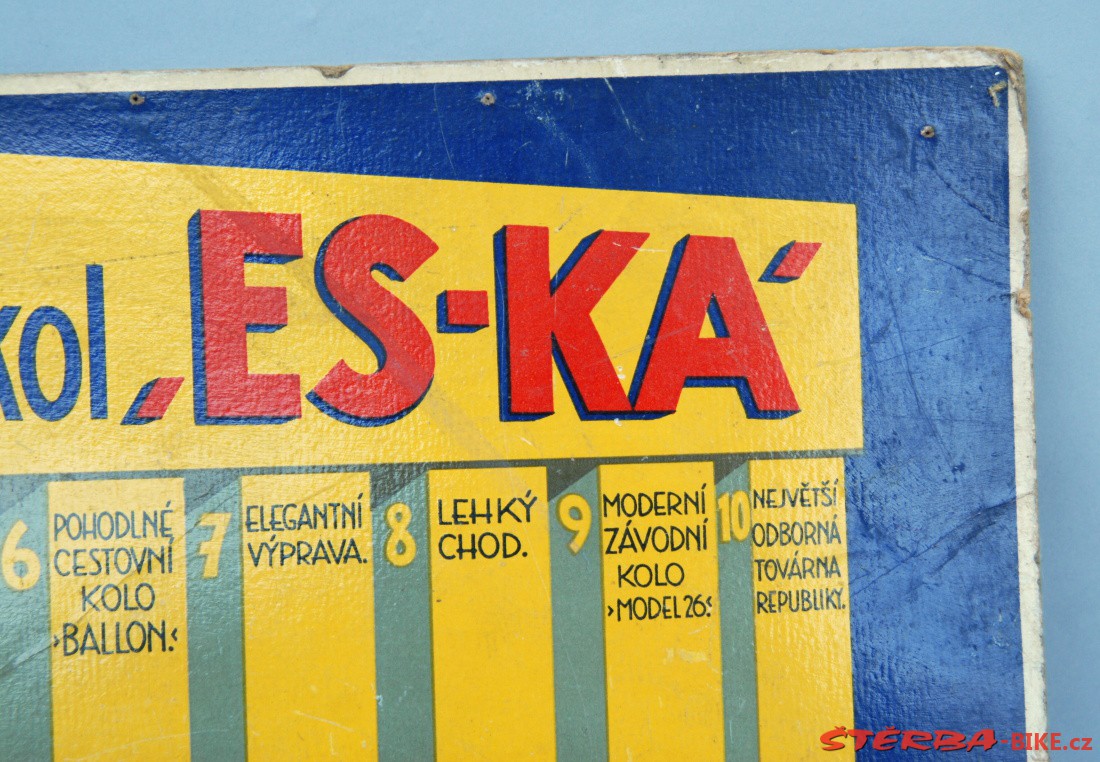 kol „ES-KA"
6 POHODLNÉ
CESTOVNÍ
KOLO
›BALLON.‹
7 ELEGANTNÍ
VÝPRAVA.
8 LEHKÝ
CHOD.
9 MODERNÍ
ZÁVODNÍ
KOLO
›MODEL 26.‹
10 NEJVĚTŠÍ
ODBORNÁ
TOVÁRNA
REPUBLIKY.
ŠTĚRBA-BIKE.cz